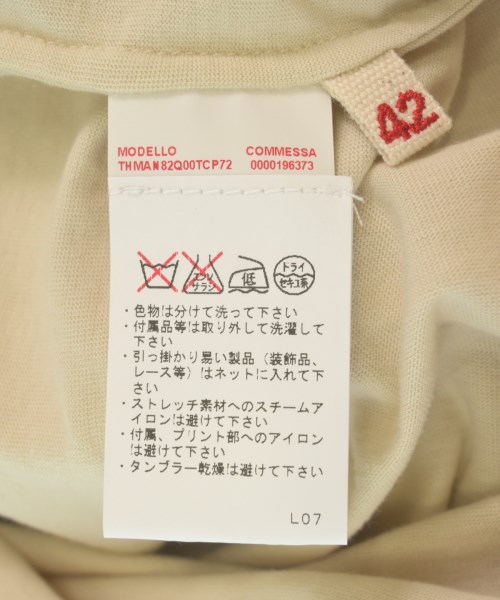 42
MODELLO COMMESSA
THMAN82Q00TCP72 0000196373
エンソ
サラシ
低
ドライ
セキユ系
・色物は分けて洗って下さい
・付属品等は取り外して洗濯して
下さい
・引っ掛かり易い製品（装飾品、
レース等）はネットに入れて下
さい
・ストレッチ素材へのスチームア
イロンは避けて下さい
・付属、プリント部へのアイロン
は避けて下さい
・タンブラー乾燥は避けて下さい
L07